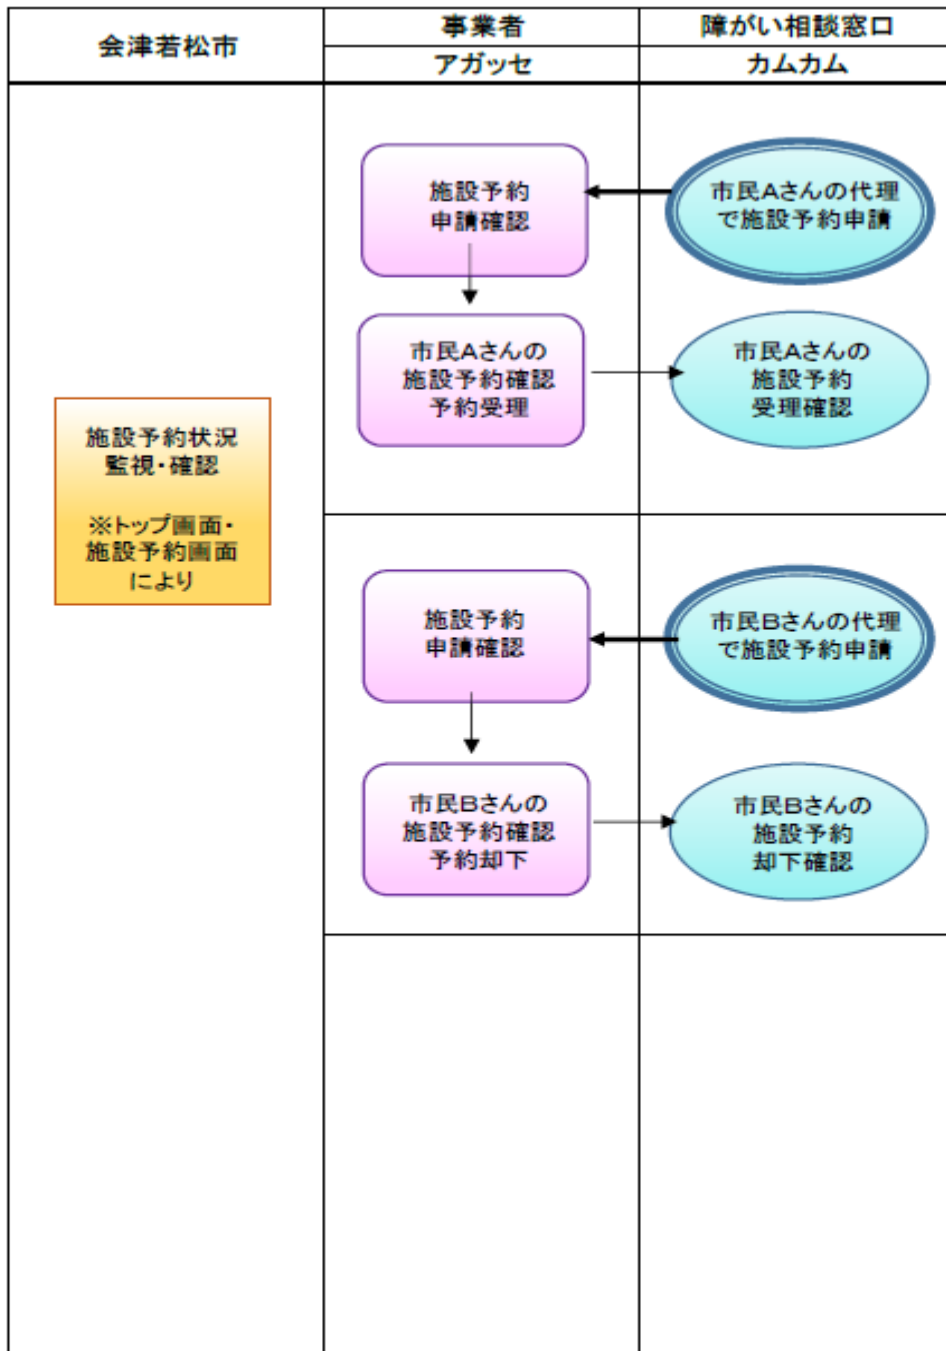 会津若松市
事業者
障がい相談窓口
アガッセ
カムカム
施設予約
申請確認
市民Aさんの代理
で施設予約申請
市民Aさんの
施設予約確認
予約受理
市民Aさんの
施設予約
受理確認
施設予約状況
監視・確認
※トップ画面・
施設予約画面
により
施設予約
申請確認
市民Bさんの代理
で施設予約申請
市民Bさんの
施設予約確認
予約却下
市民Bさんの
施設予約
却下確認